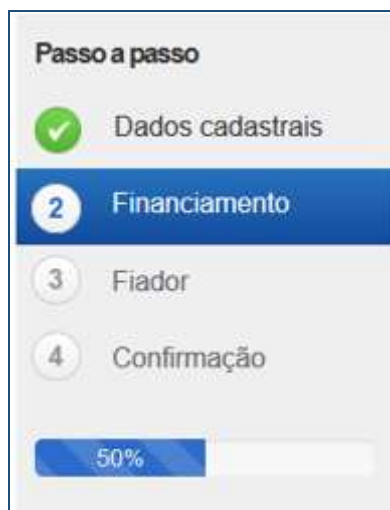 Passo a passo
Dados cadastrais
2 Financiamento
3 Fiador
4 Confirmação
50%